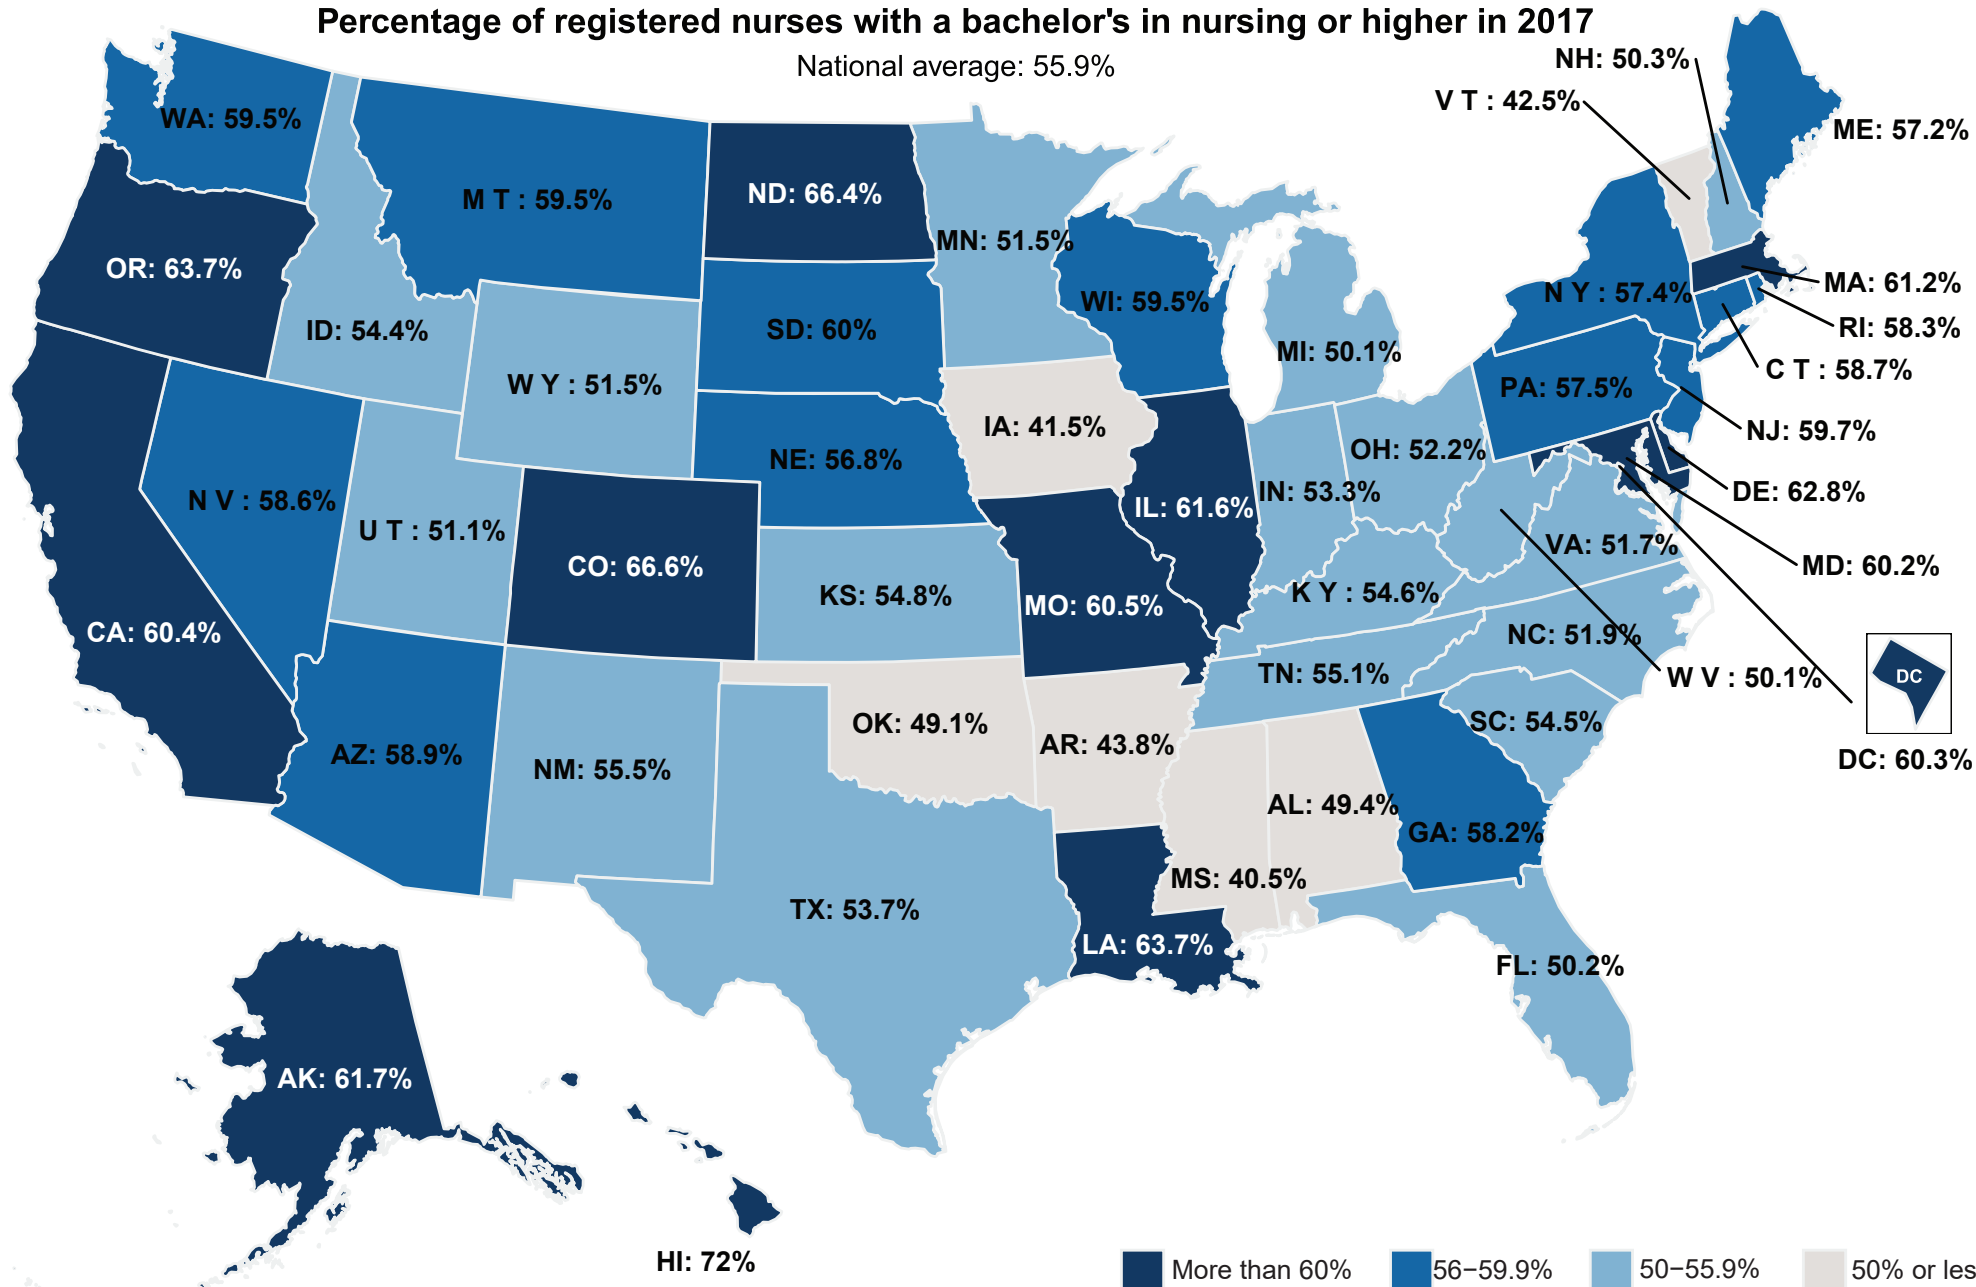 Percentage of registered nurses with a bachelor's in nursing or higher in 2017
National average: 55.9%
NH: 50.3%
V T : 42.5%
ME: 57.2%
WA: 59.5%
M T : 59.5%
ND: 66.4%
MN: 51.5%
OR: 63.7%
MA: 61.2%
N Y : 57.4%
WI: 59.5%
RI: 58.3%
ID: 54.4%
SD: 60%
MI: 50.1%
C T : 58.7%
W Y : 51.5%
PA: 57.5%
IA: 41.5%
NJ: 59.7%
OH: 52.2%
NE: 56.8%
DE: 62.8%
IN: 53.3%
N V : 58.6%
IL: 61.6%
U T : 51.1%
VA: 51.7%
CO: 66.6%
MD: 60.2%
KS: 54.8%
K Y : 54.6%
MO: 60.5%
CA: 60.4%
NC: 51.9%
TN: 55.1%
W V : 50.1%
DC
SC: 54.5%
OK: 49.1%
AR: 43.8%
AZ: 58.9%
DC: 60.3%
NM: 55.5%
AL: 49.4%
GA: 58.2%
MS: 40.5%
TX: 53.7%
LA: 63.7%
FL: 50.2%
AK: 61.7%
HI: 72%
More than 60%
56–59.9%
50–55.9%
50% or les